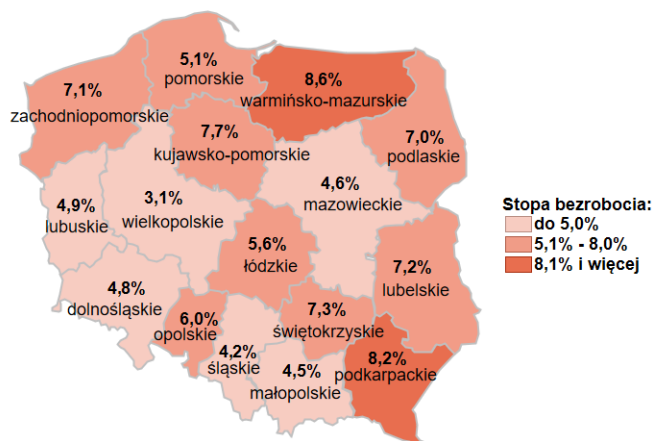 5,1%
pomorskie
8,6%
warmińsko-mazurskie
7,1%
zachodniopomorskie
7,7%
kujawsko-pomorskie
7,0%
podlaskie
4,9%
lubuskie
3,1%
wielkopolskie
4,6%
mazowieckie
Stopa bezrobocia:
do 5,0%
5,1% - 8,0%
8,1% i więcej
5,6%
łódzkie
7,2%
lubelskie
4,8%
dolnośląskie
6,0%
opolskie
7,3%
świętokrzyskie
4,2%
śląskie
4,5%
małopolskie
8,2%
podkarpackie